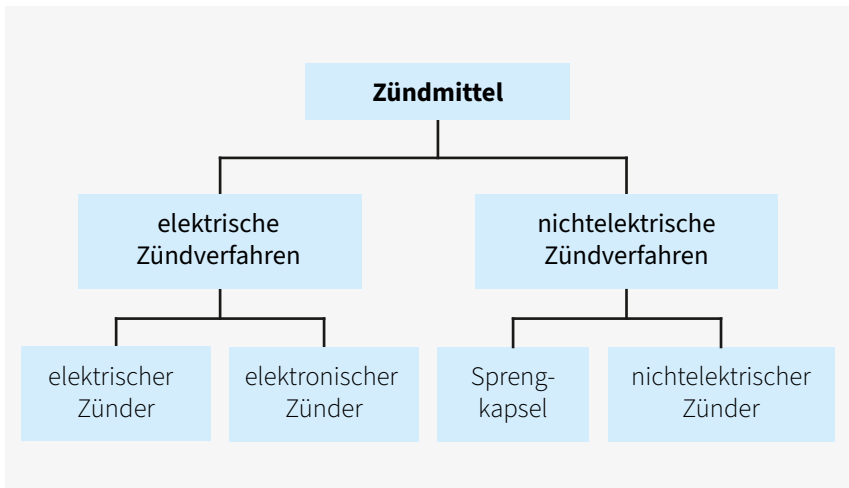 Zündmittel
elektrische
Zündverfahren
nichtelektrische
Zündverfahren
elektrischer
Zünder
elektronischer
Zünder
Spreng-
kapsel
nichtelektrischer
Zünder